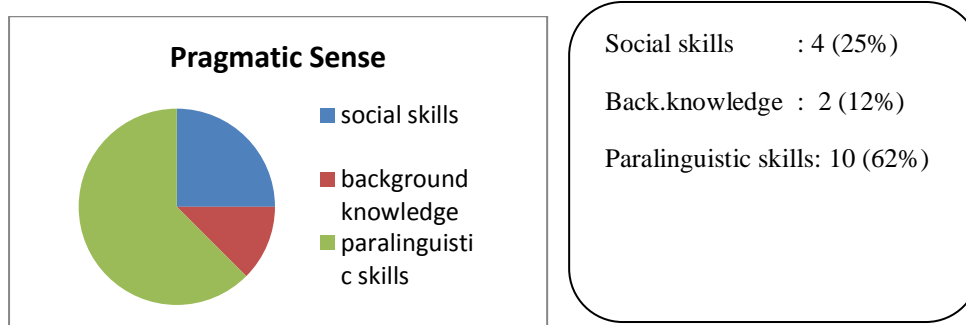 Pragmatic Sense
social skills
background
knowledge
paralinguisti
c skills
Social skills : 4 (25%)
Back.knowledge : 2 (12%)
Paralinguistic skills: 10 (62%)